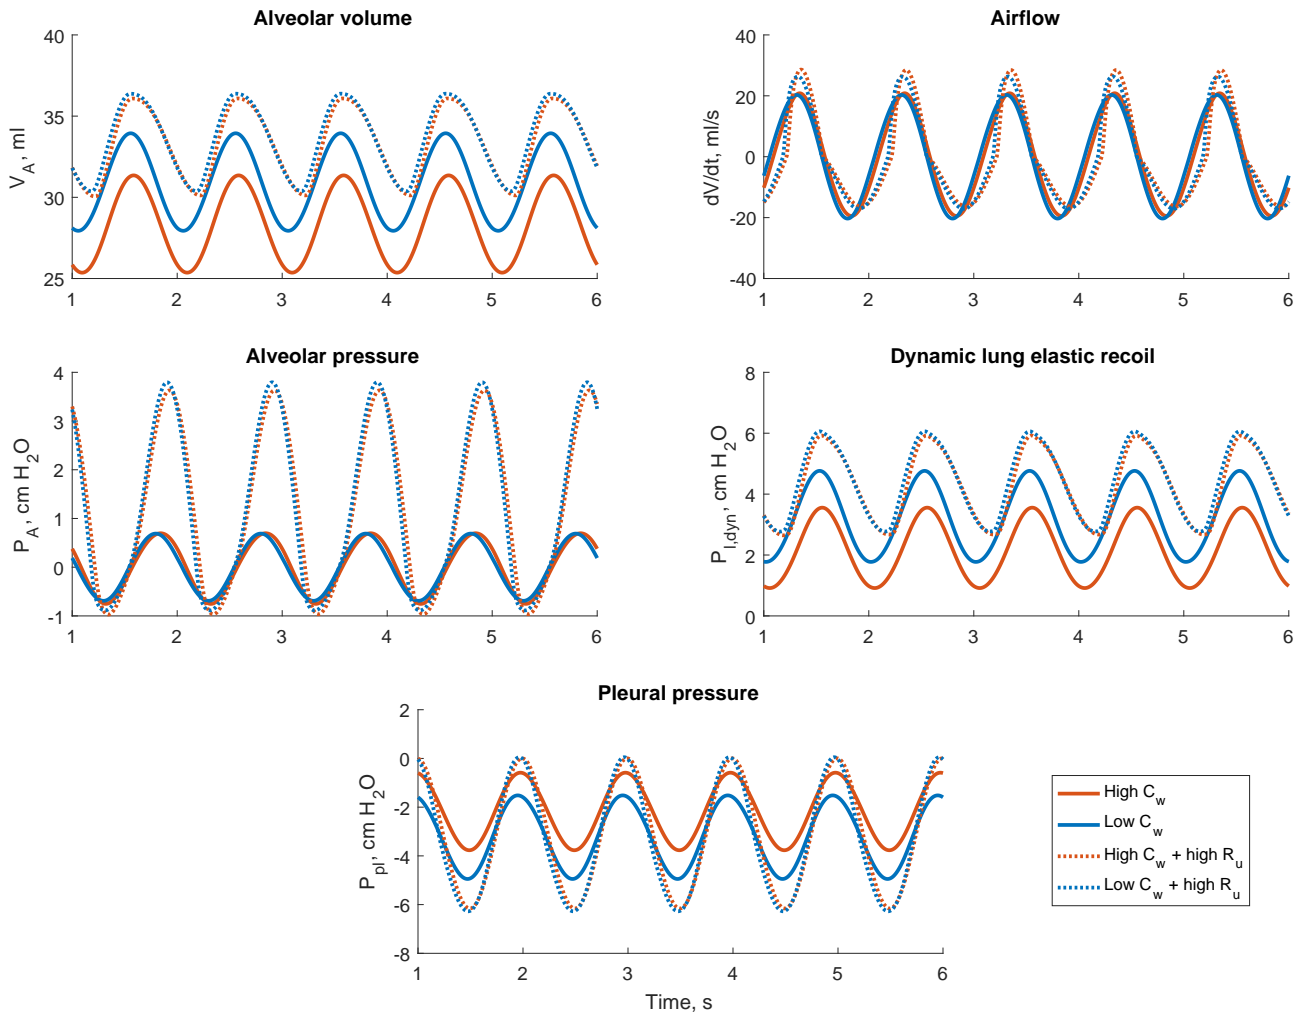 Alveolar volume
40
35
30
25
V_A, ml
1 2 3 4 5 6
Airflow
40
20
0
-20
-40
dV/dt, ml/s
1 2 3 4 5 6
Alveolar pressure
4
3
2
1
0
-1
P_A, cm H_2O
1 2 3 4 5 6
Dynamic lung elastic recoil
8
6
4
2
0
P_l,dyn, cm H_2O
1 2 3 4 5 6
Pleural pressure
2
0
-2
-4
-6
-8
P_pl, cm H_2O
1 2 3 4 5 6
Time, s
High C_w
Low C_w
High C_w + high R_u
Low C_w + high R_u